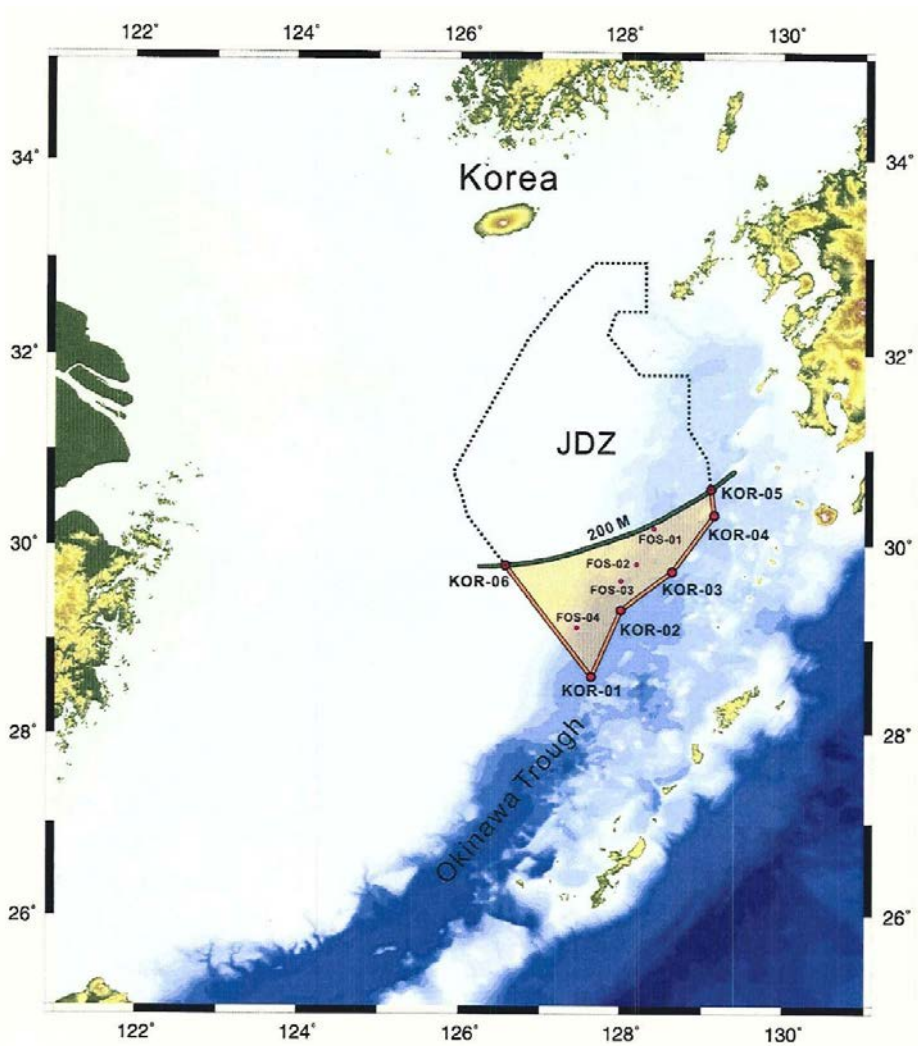 122° 124° 126° 128° 130°
34° 34°
Korea
32° 32°
JDZ
KOR-05
200 M
FOS-01
KOR-04
30° 30°
FOS-02
KOR-06
KOR-03
FOS-03
FOS-04
KOR-02
KOR-01
28° 28°
Okinawa Trough
26° 26°
122° 124° 126° 128° 130°